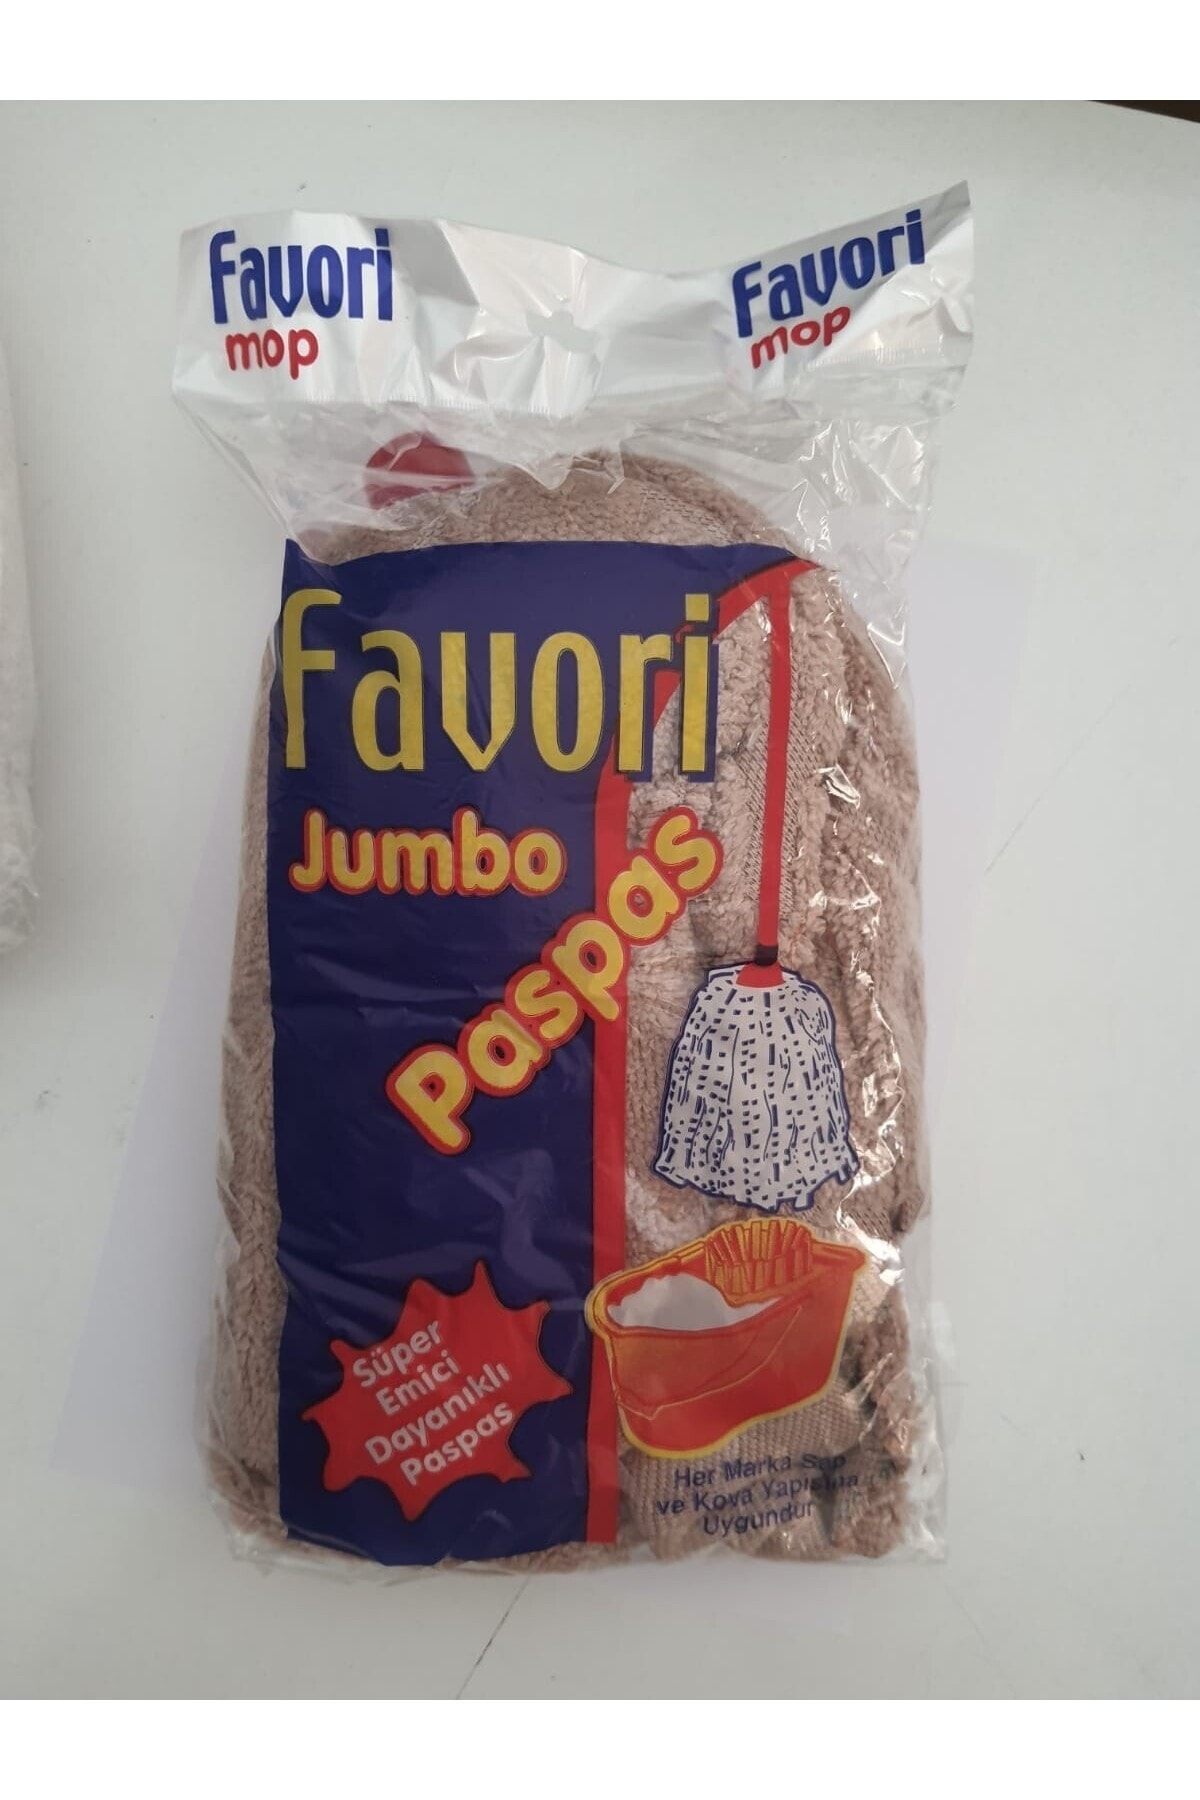 Favori
mop
Favori
mop
Favori
Jumbo
Paspas
Süper
Emici
Dayanıklı
Paspas
Her Marka Sap
ve Kova Yapısına
Uygundur